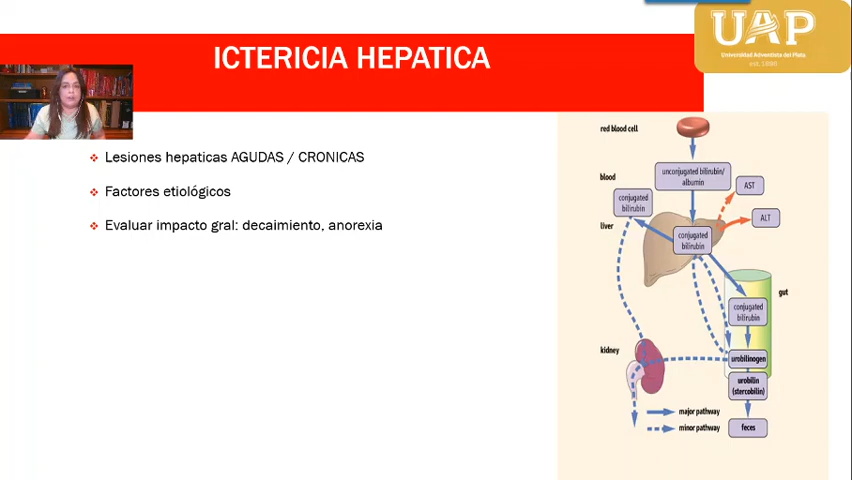 UAP
Universidad Adventista del Plata
est. 1898
ICTERICIA HEPATICA
Lesiones hepaticas AGUDAS / CRONICAS
Factores etiológicos
Evaluar impacto gral: decaimiento, anorexia
red blood cell
blood
unconjugated bilirubin/
albumin
AST
conjugated
bilirubin
ALT
liver
conjugated
bilirubin
gut
conjugated
bilirubin
kidney
urobilinogen
urobilin
(stercobilin)
major pathway
minor pathway
feces